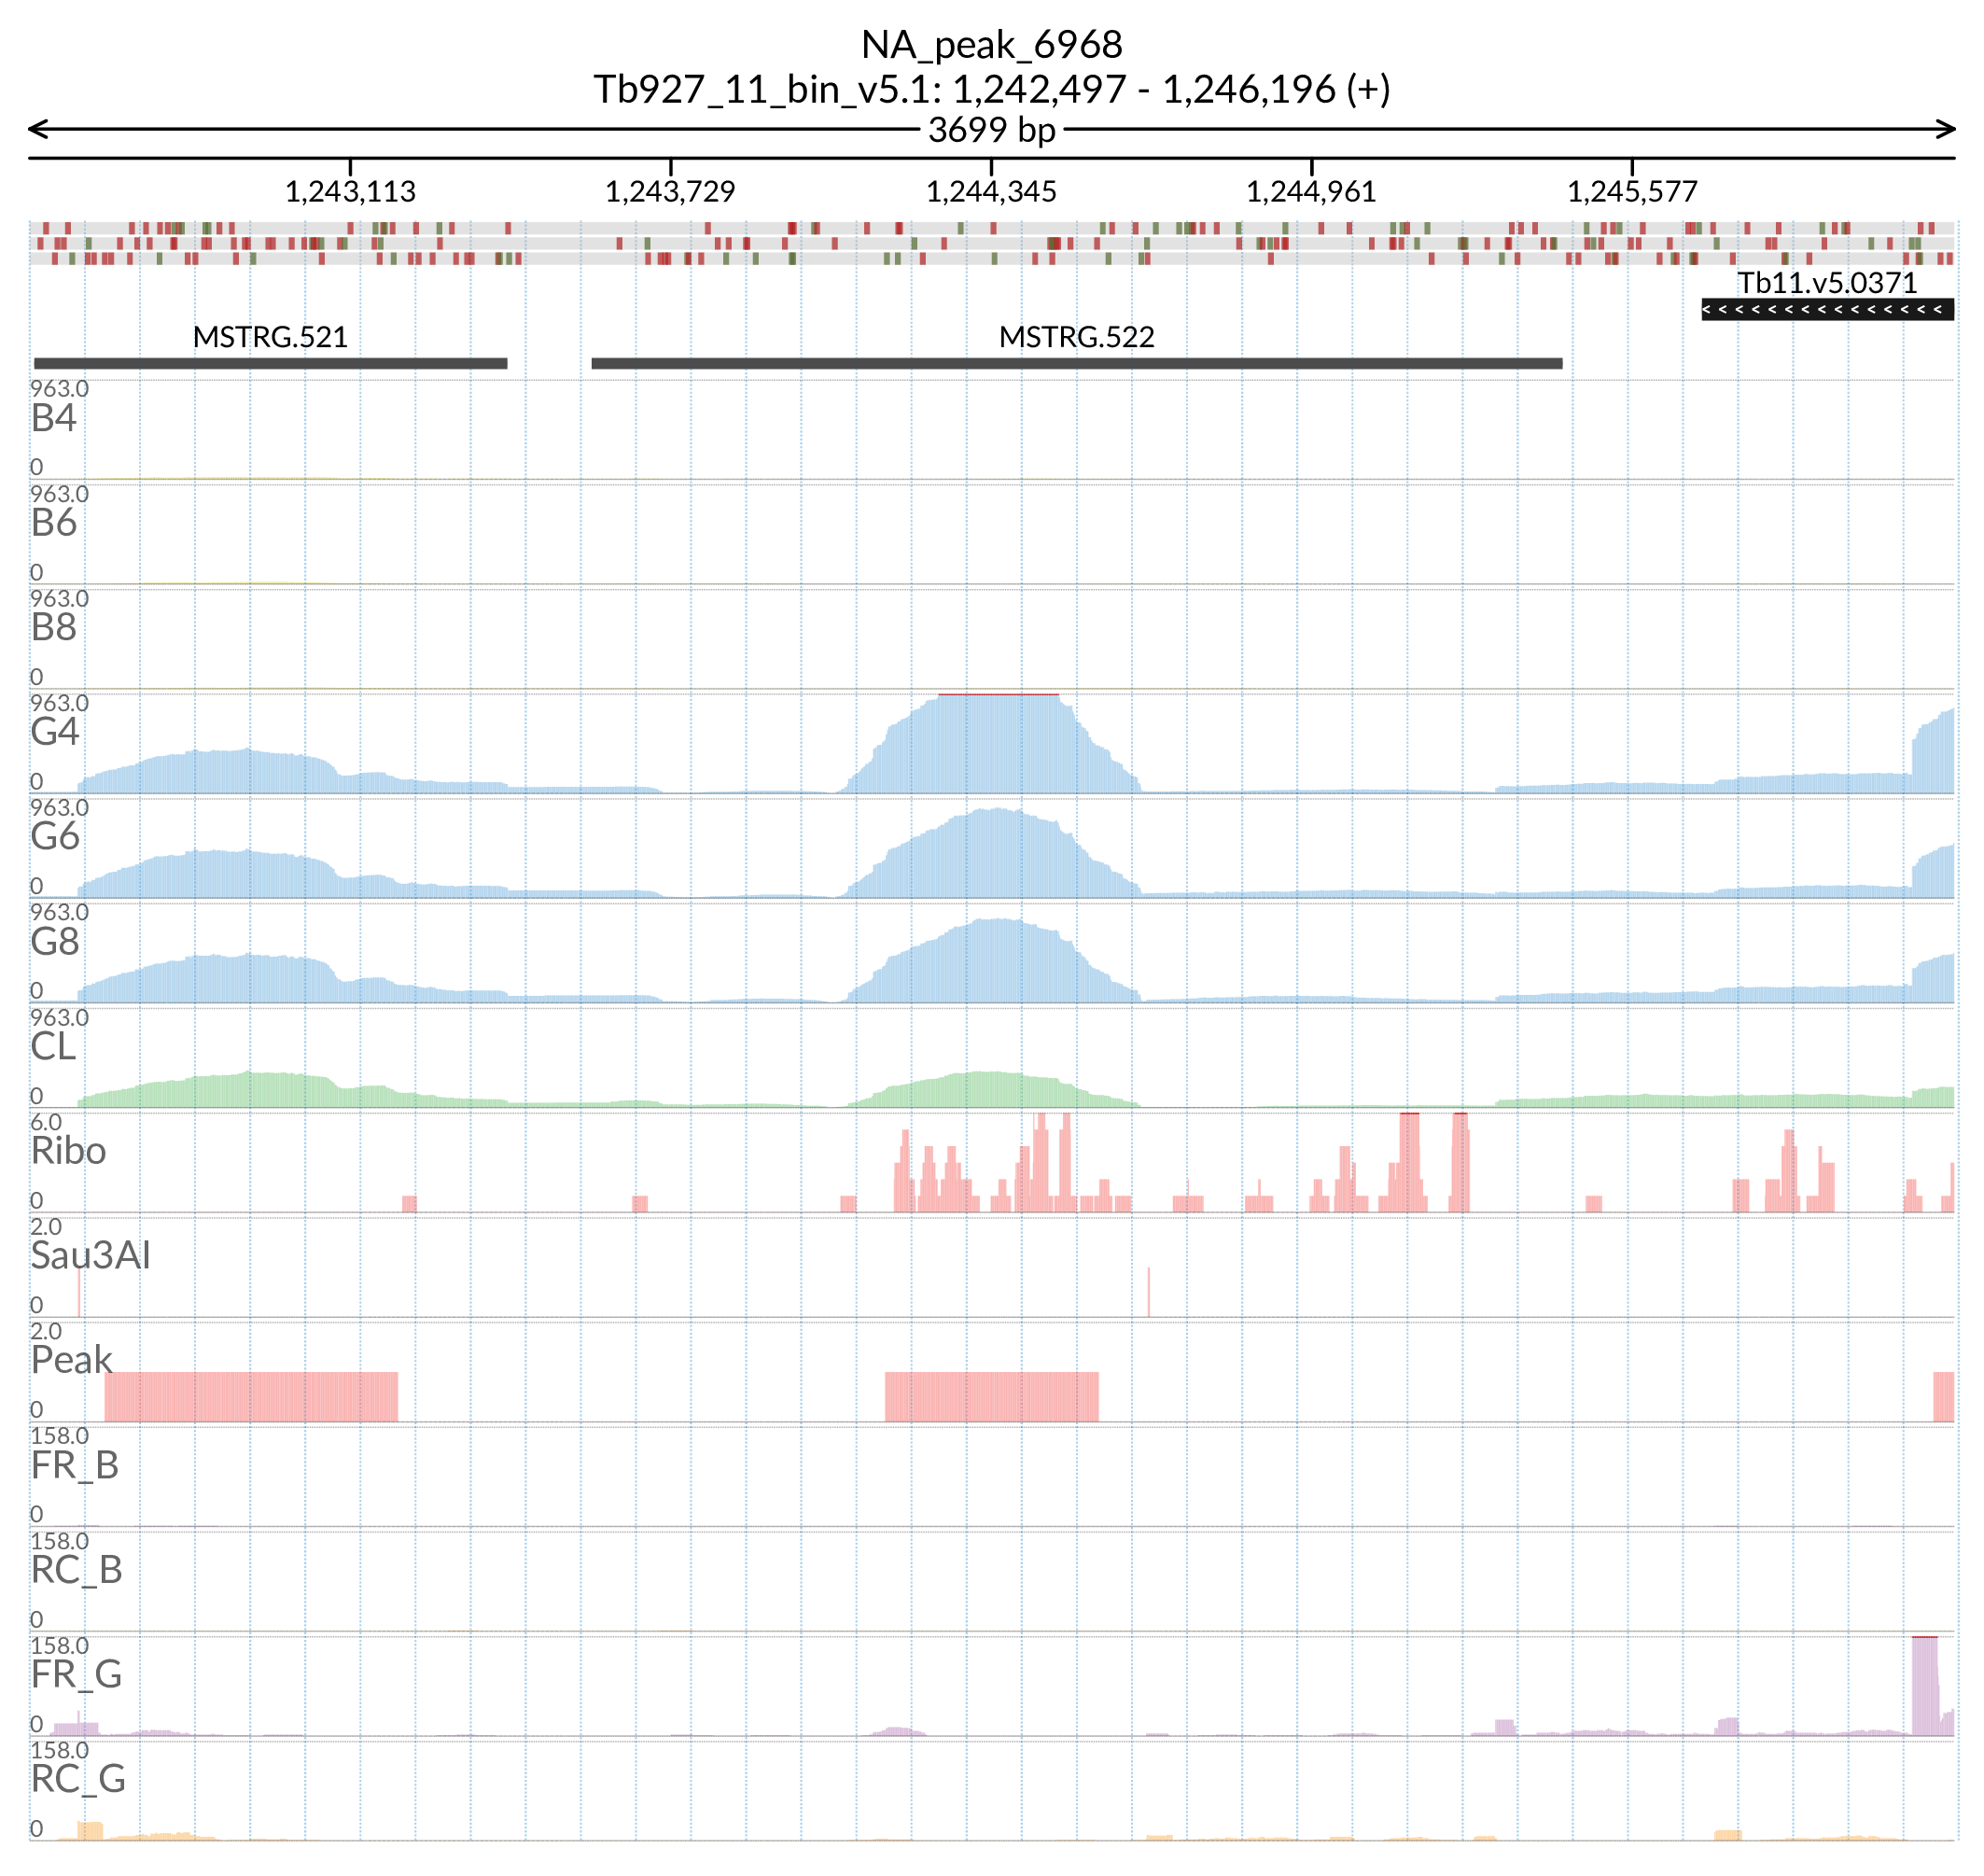 NA_peak_6968
Tb927_11_bin_v5.1: 1,242,497 - 1,246,196 (+)
3699 bp
1,243,113 1,243,729 1,244,345 1,244,961 1,245,577
Tb11.v5.0371
MSTRG.521 MSTRG.522
963.0
B4
0
963.0
B6
0
963.0
B8
0
963.0
G4
0
963.0
G6
0
963.0
G8
0
963.0
CL
0
6.0
Ribo
0
2.0
Sau3AI
0
2.0
Peak
0
158.0
FR_B
0
158.0
RC_B
0
158.0
FR_G
0
158.0
RC_G
0